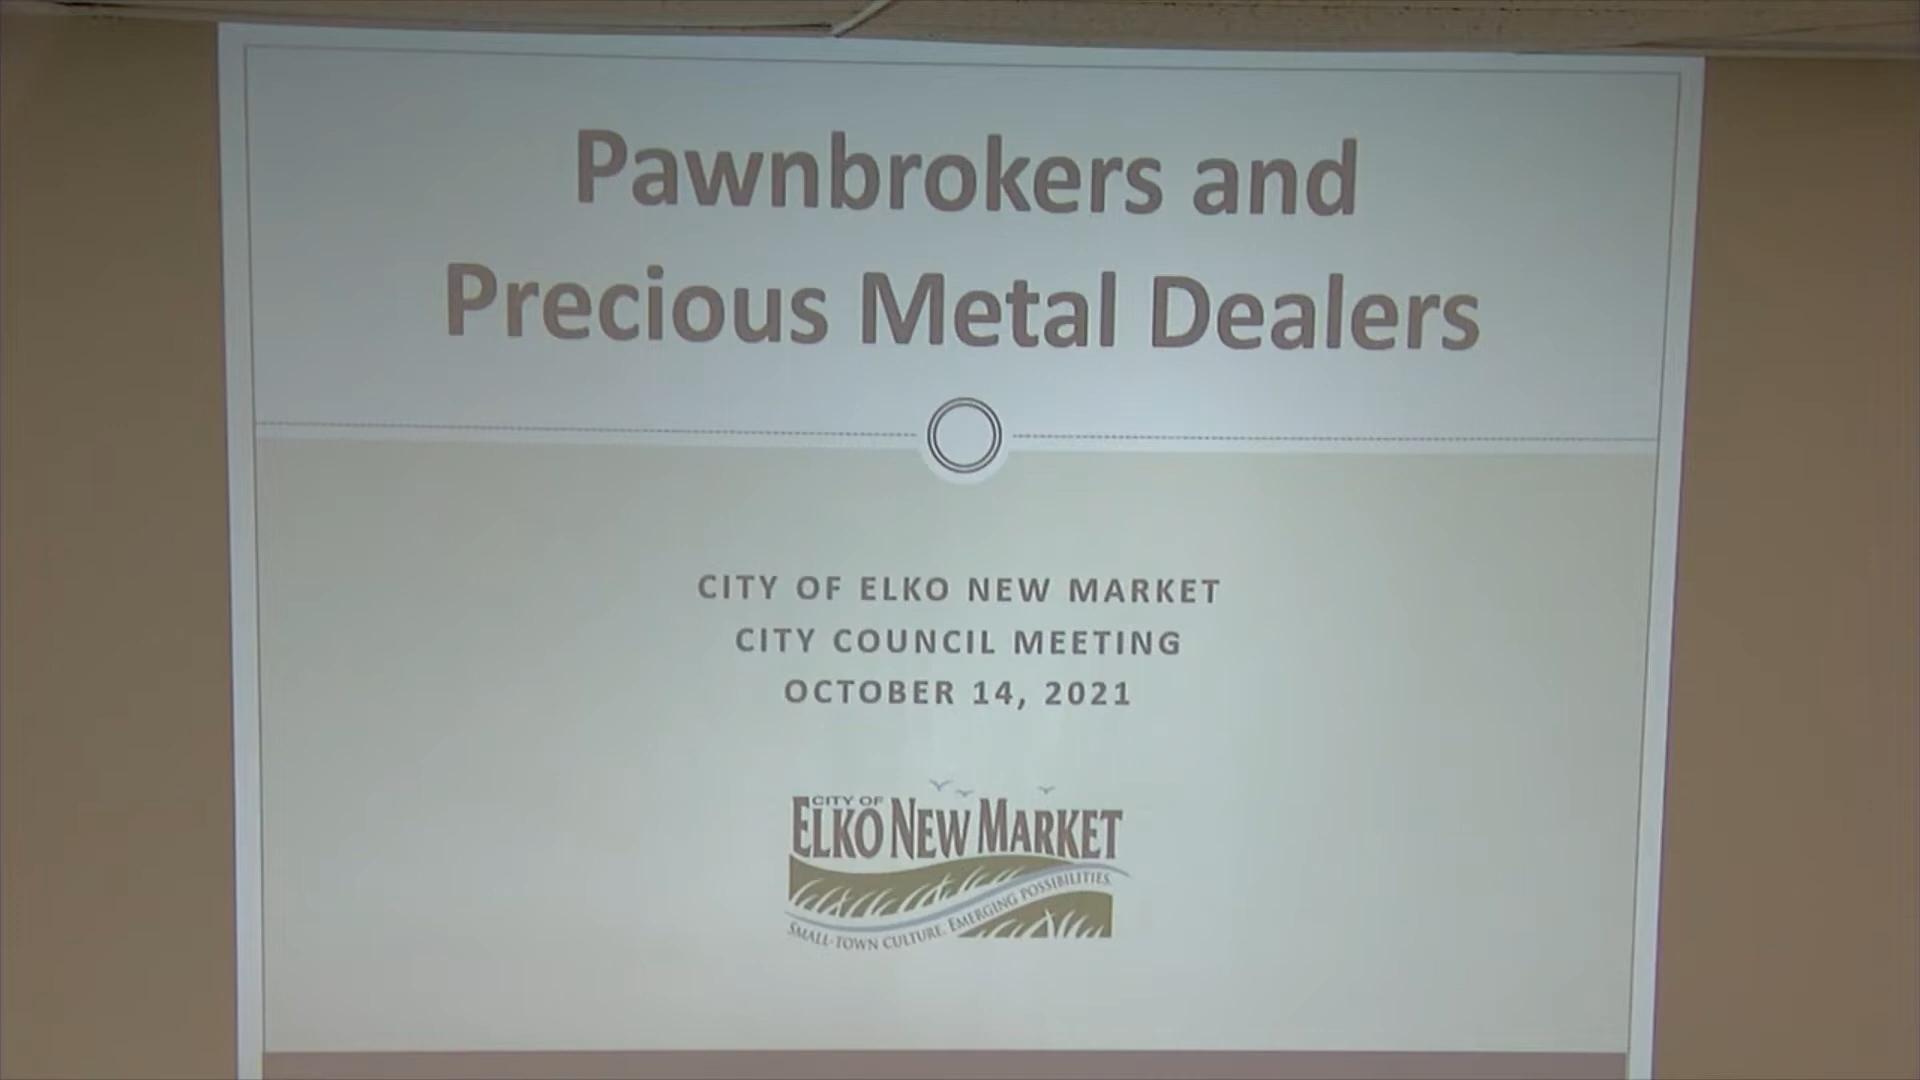 Pawnbrokers and
Precious Metal Dealers
CITY OF ELKO NEW MARKET
CITY COUNCIL MEETING
OCTOBER 14, 2021
CITY OF
ELKO NEW MARKET
SMALL-TOWN CULTURE. EMERGING POSSIBILITIES